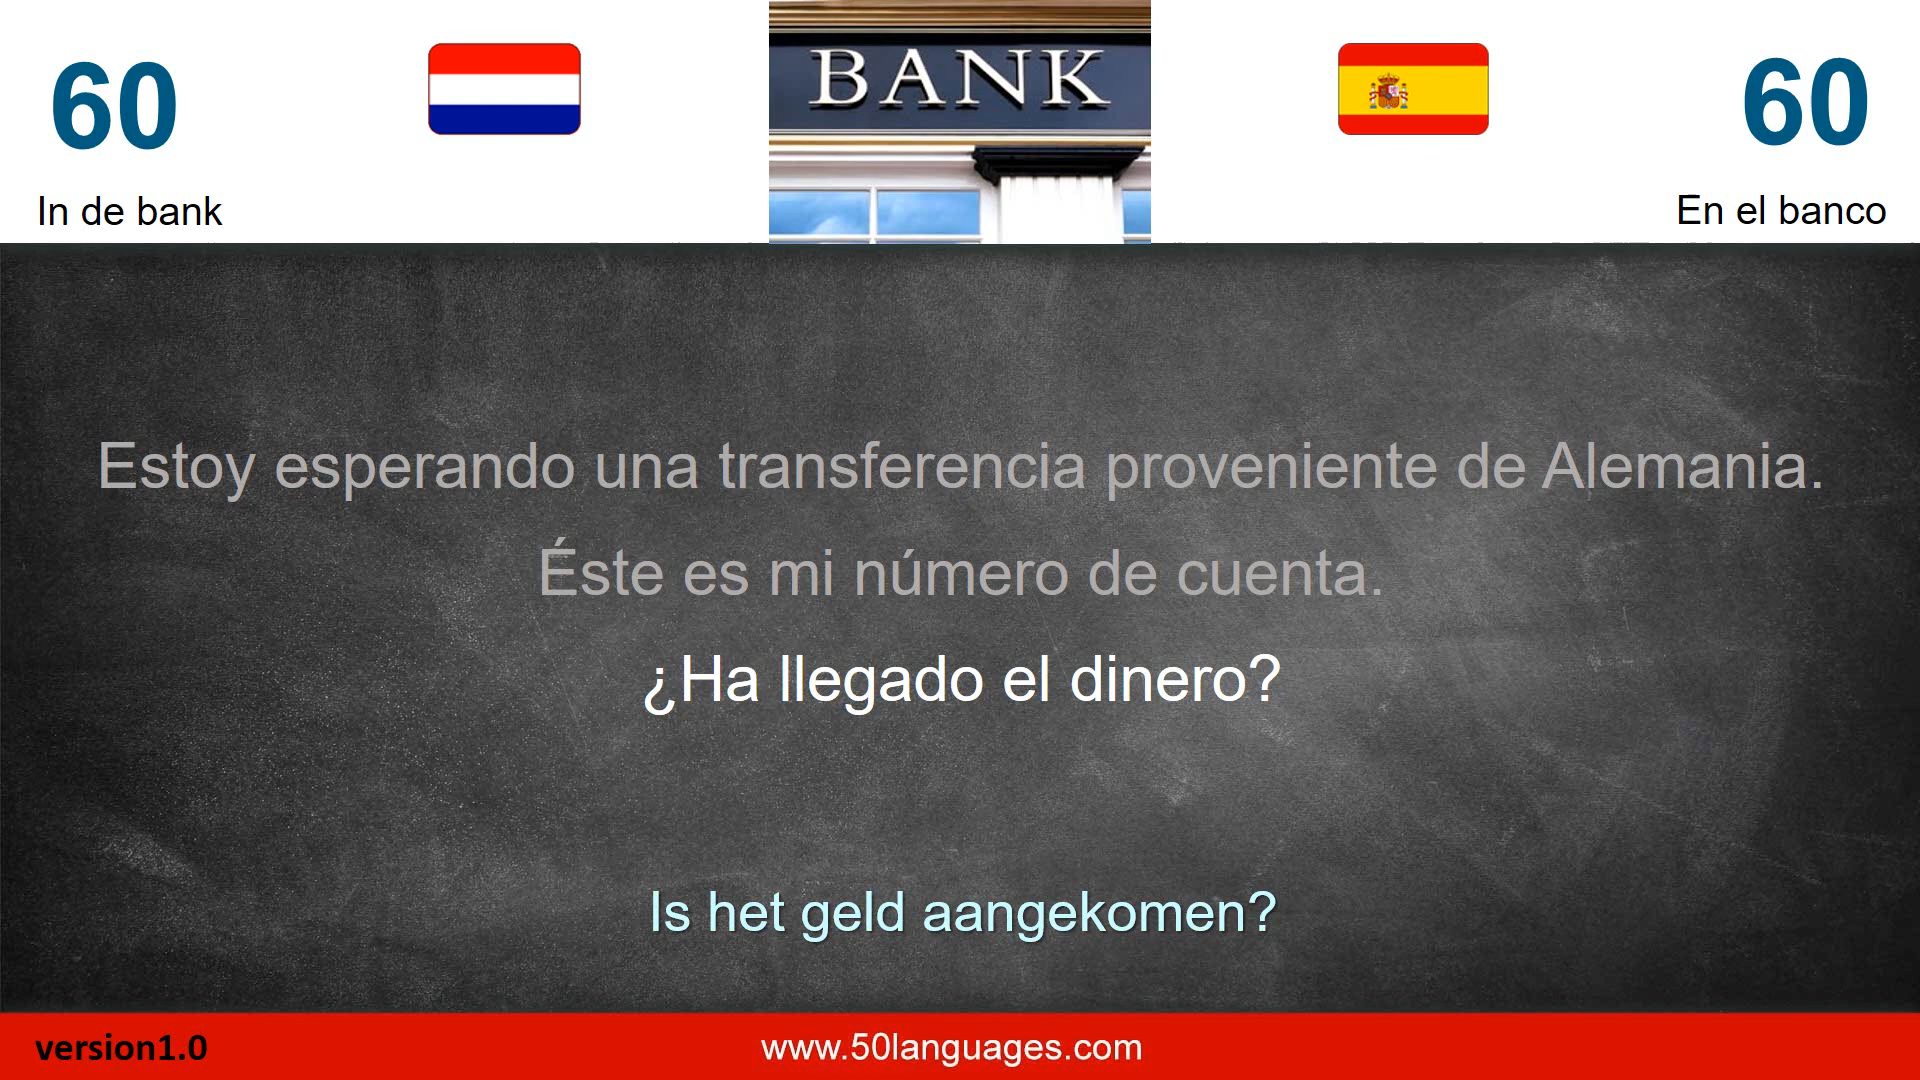 60
BANK
60
In de bank
En el banco
Estoy esperando una transferencia proveniente de Alemania.
Éste es mi número de cuenta.
¿Ha llegado el dinero?
Is het geld aangekomen?
version1.0
www.50languages.com